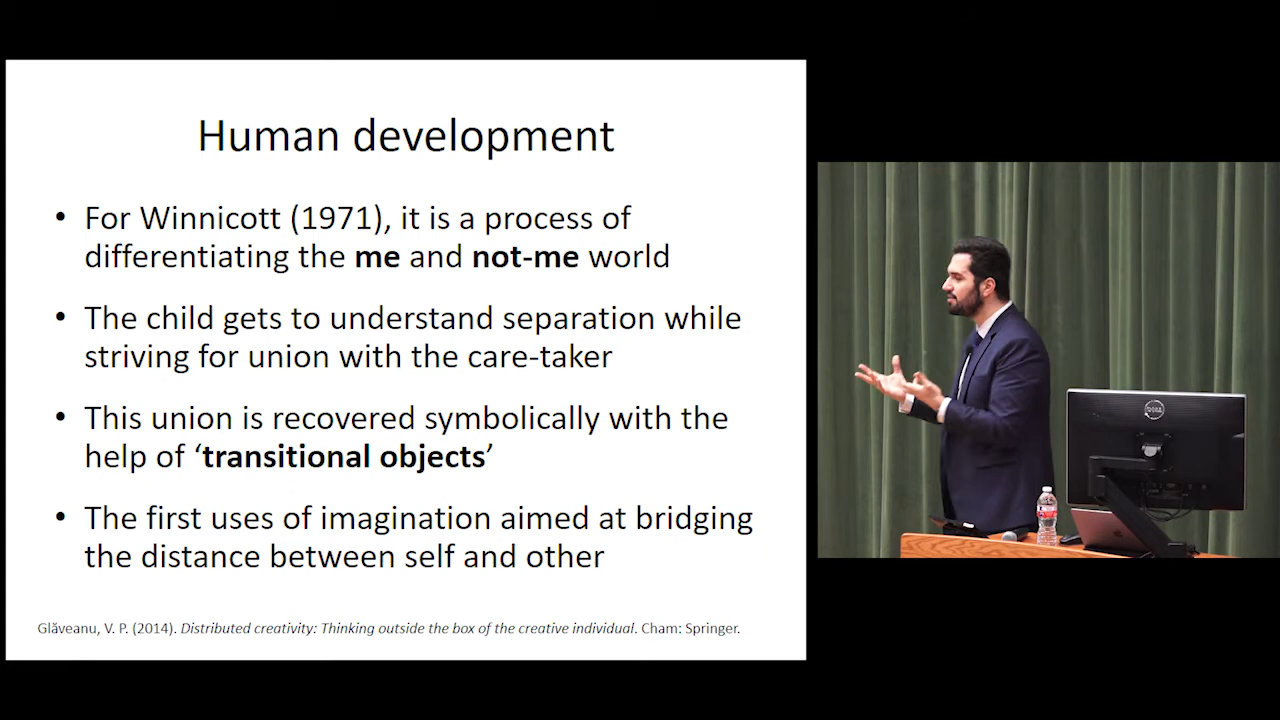 Human development
• For Winnicott (1971), it is a process of
differentiating the me and not-me world
• The child gets to understand separation while
striving for union with the care-taker
• This union is recovered symbolically with the
help of ‘transitional objects’
• The first uses of imagination aimed at bridging
the distance between self and other
Glăveanu, V. P. (2014). Distributed creativity: Thinking outside the box of the creative individual. Cham: Springer.
DELL